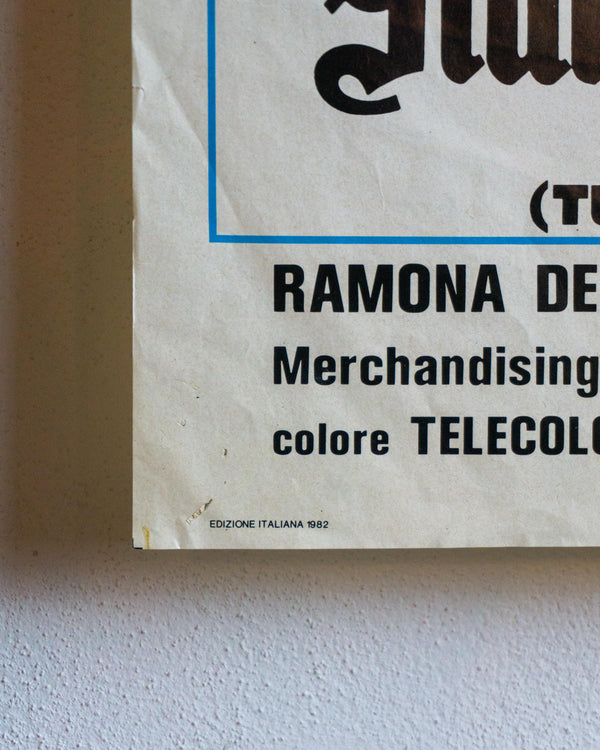 (TU
RAMONA DE
Merchandising
colore TELECOLO
EDIZIONE ITALIANA 1982